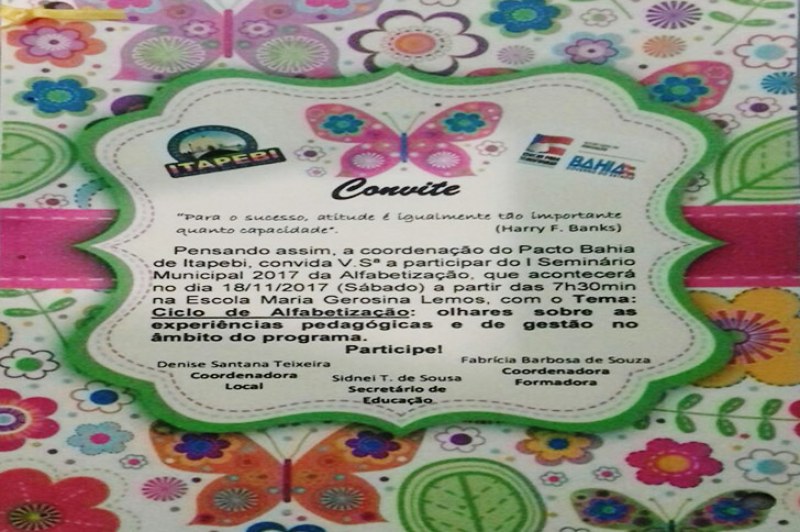 ITAPEBI
BAHIA
Convite
"Para o sucesso, atitude é igualmente tão importante
quanto capacidade". (Harry F. Banks)
Pensando assim, a coordenação do Pacto Bahia
de Itapebi, convida V.Sª a participar do I Seminário
Municipal 2017 da Alfabetização, que acontecerá
no dia 18/11/2017 (Sábado) a partir das 7h30min
na Escola Maria Gerosina Lemos, com o Tema:
Ciclo de Alfabetização: olhares sobre as
experiências pedagógicas e de gestão no
âmbito do programa.
Participe!
Denise Santana Teixeira
Coordenadora
Local
Sidnei T. de Sousa
Secretário de
Educação
Fabrícia Barbosa de Souza
Coordenadora
Formadora